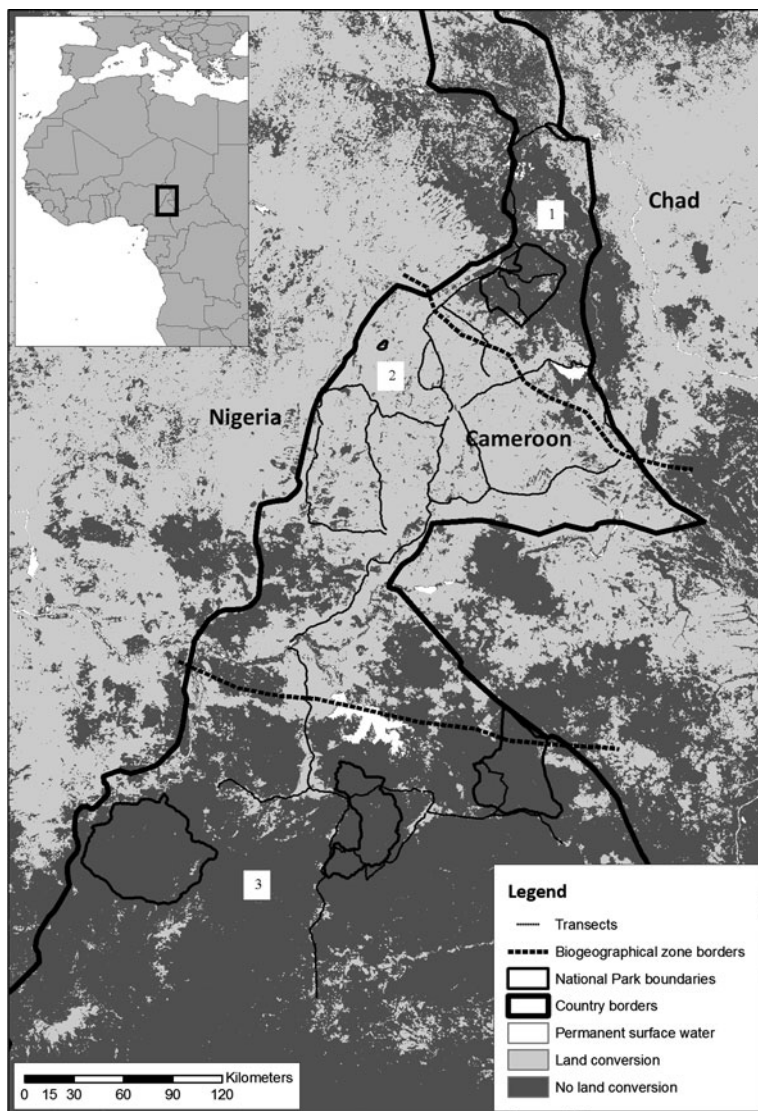 1
Chad
2
Nigeria
Cameroon
3
Legend
Transects
Biogeographical zone borders
National Park boundaries
Country borders
Permanent surface water
Land conversion
No land conversion
Kilometers
0 15 30 60 90 120